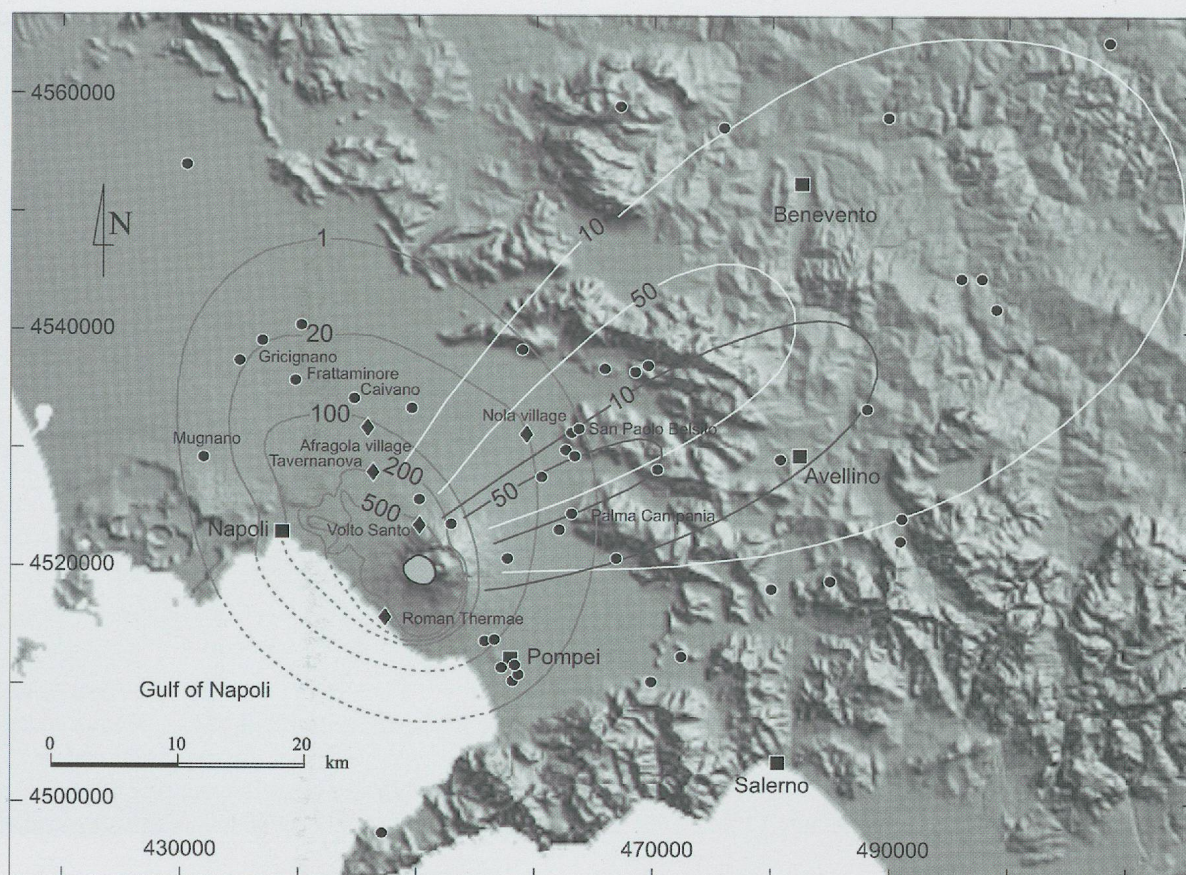 4560000
N
Benevento
10
1
50
4540000
20
Gricignano
Frattaminore
Caivano
10
100
Nola village
San Paolo Belsito
Mugnano
Afragola village
Tavernanova
200
Avellino
50
500
Palma Campania
Napoli
Volto Santo
4520000
Roman Thermae
Pompei
Gulf of Napoli
0 10 20
km
Salerno
4500000
430000 470000 490000